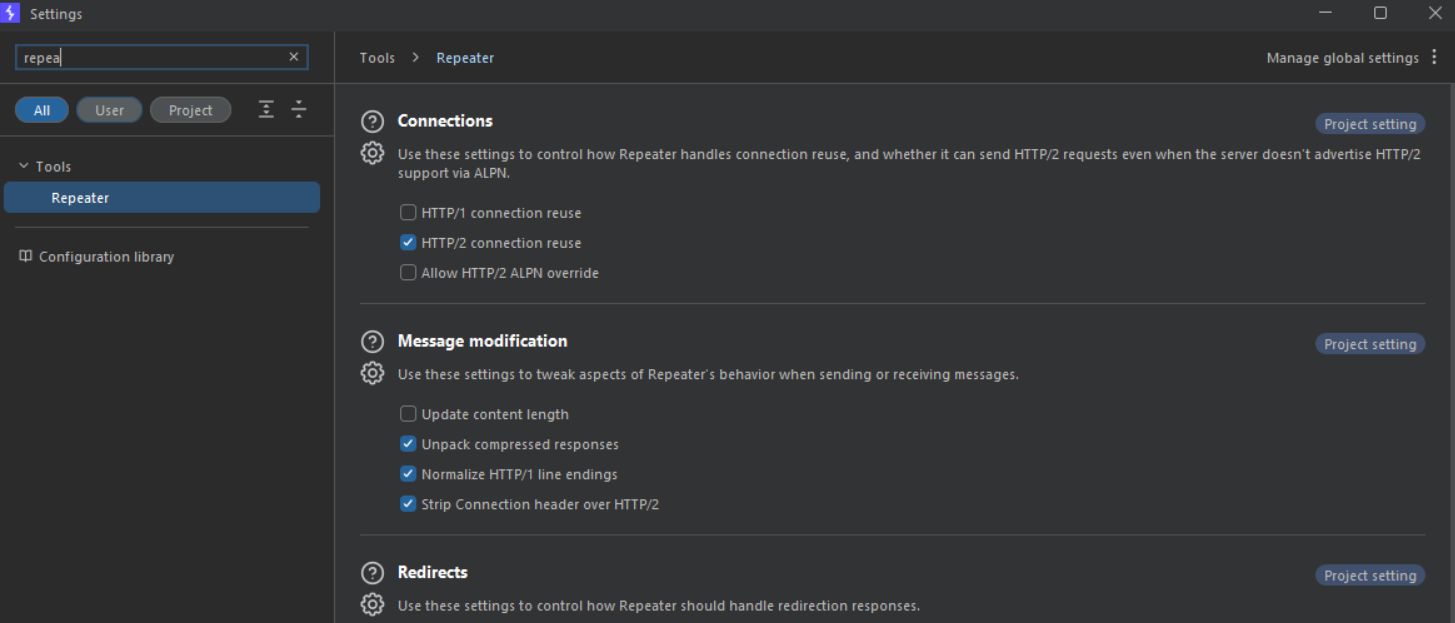 Settings
repea
All User Project
Tools
Repeater
Configuration library
Tools > Repeater
Manage global settings
Connections
Project setting
Use these settings to control how Repeater handles connection reuse, and whether it can send HTTP/2 requests even when the server doesn't advertise HTTP/2
support via ALPN.
HTTP/1 connection reuse
HTTP/2 connection reuse
Allow HTTP/2 ALPN override
Message modification
Project setting
Use these settings to tweak aspects of Repeater's behavior when sending or receiving messages.
Update content length
Unpack compressed responses
Normalize HTTP/1 line endings
Strip Connection header over HTTP/2
Redirects
Project setting
Use these settings to control how Repeater should handle redirection responses.